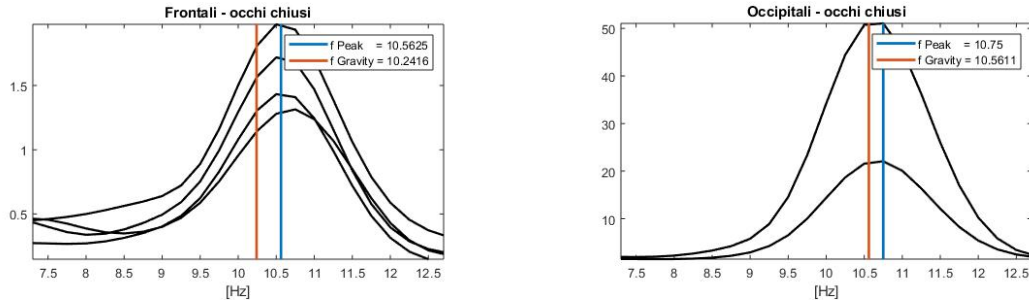 Frontali - occhi chiusi
f Peak = 10.5625
f Gravity = 10.2416
1.5
1
0.5
7.5 8 8.5 9 9.5 10 10.5 11 11.5 12 12.5
[Hz]
Occipitali - occhi chiusi
f Peak = 10.75
f Gravity = 10.5611
50
40
30
20
10
7.5 8 8.5 9 9.5 10 10.5 11 11.5 12 12.5
[Hz]